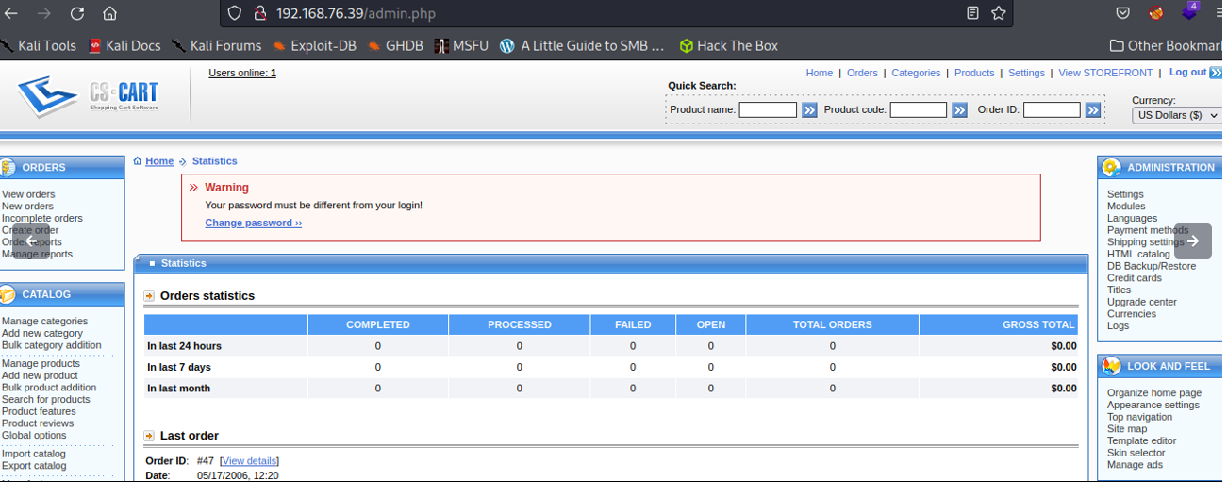 192.168.76.39/admin.php
4
Kali Tools Kali Docs Kali Forums Exploit-DB GHDB MSFU A Little Guide to SMB ... Hack The Box Other Bookmar
CS-CART
Shopping Cart Software
Users online: 1
Home | Orders | Categories | Products | Settings | View STOREFRONT | Log out
Quick Search:
Product name: Product code: Order ID:
Currency:
US Dollars ($)
ORDERS
View orders
New orders
Incomplete orders
Create order
Order reports
Manage reports
CATALOG
Manage categories
Add new category
Bulk category addition
Manage products
Add new product
Bulk product addition
Search for products
Product features
Product reviews
Global options
Import catalog
Export catalog
Home Statistics
Warning
Your password must be different from your login!
Change password ››
Statistics
Orders statistics
COMPLETED PROCESSED FAILED OPEN TOTAL ORDERS GROSS TOTAL
In last 24 hours 0 0 0 0 0 $0.00
In last 7 days 0 0 0 0 0 $0.00
In last month 0 0 0 0 0 $0.00
Last order
Order ID: #47 [View details]
Date: 05/17/2006, 12:20
ADMINISTRATION
Settings
Modules
Languages
Payment methods
Shipping settings
HTML catalog
DB Backup/Restore
Credit cards
Titles
Upgrade center
Currencies
Logs
LOOK AND FEEL
Organize home page
Appearance settings
Top navigation
Site map
Template editor
Skin selector
Manage ads